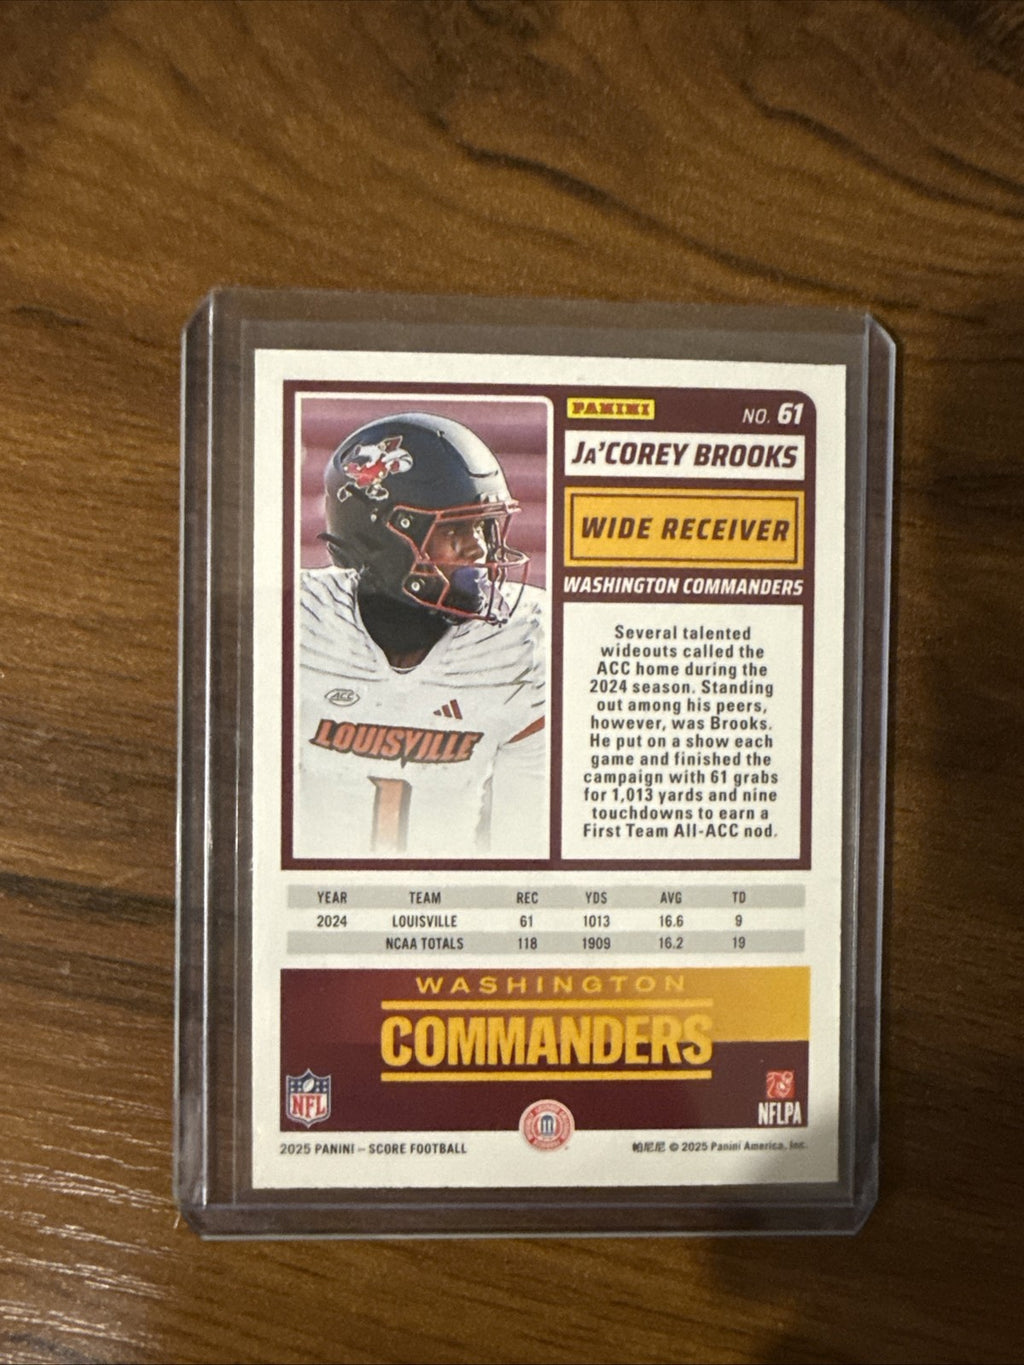 PANINI
NO. 61
JA'COREY BROOKS
WIDE RECEIVER
WASHINGTON COMMANDERS
Several talented
wideouts called the
ACC home during the
2024 season. Standing
out among his peers,
however, was Brooks.
He put on a show each
game and finished the
campaign with 61 grabs
for 1,013 yards and nine
touchdowns to earn a
First Team All-ACC nod.
ACC
LOUISVILLE
1
YEAR TEAM REC YDS AVG TD
2024 LOUISVILLE 61 1013 16.6 9
NCAA TOTALS 118 1909 16.2 19
WASHINGTON
COMMANDERS
NFL
NFLPA
2025 PANINI – SCORE FOOTBALL
帕尼尼 © 2025 Panini America, Inc.